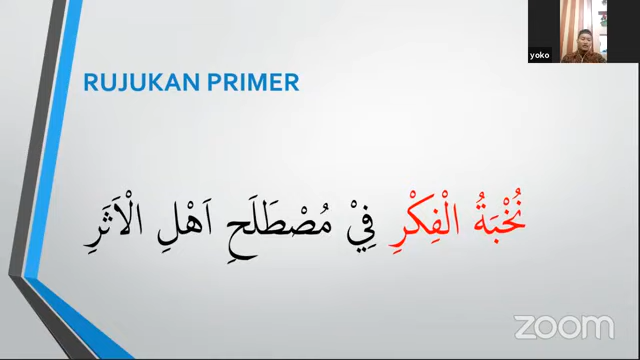 yoko
RUJUKAN PRIMER
نُخْبَةُ الْفِكْرِ فِيْ مُصْطَلَحِ اَهْلِ الْاَثَرِ
zoom